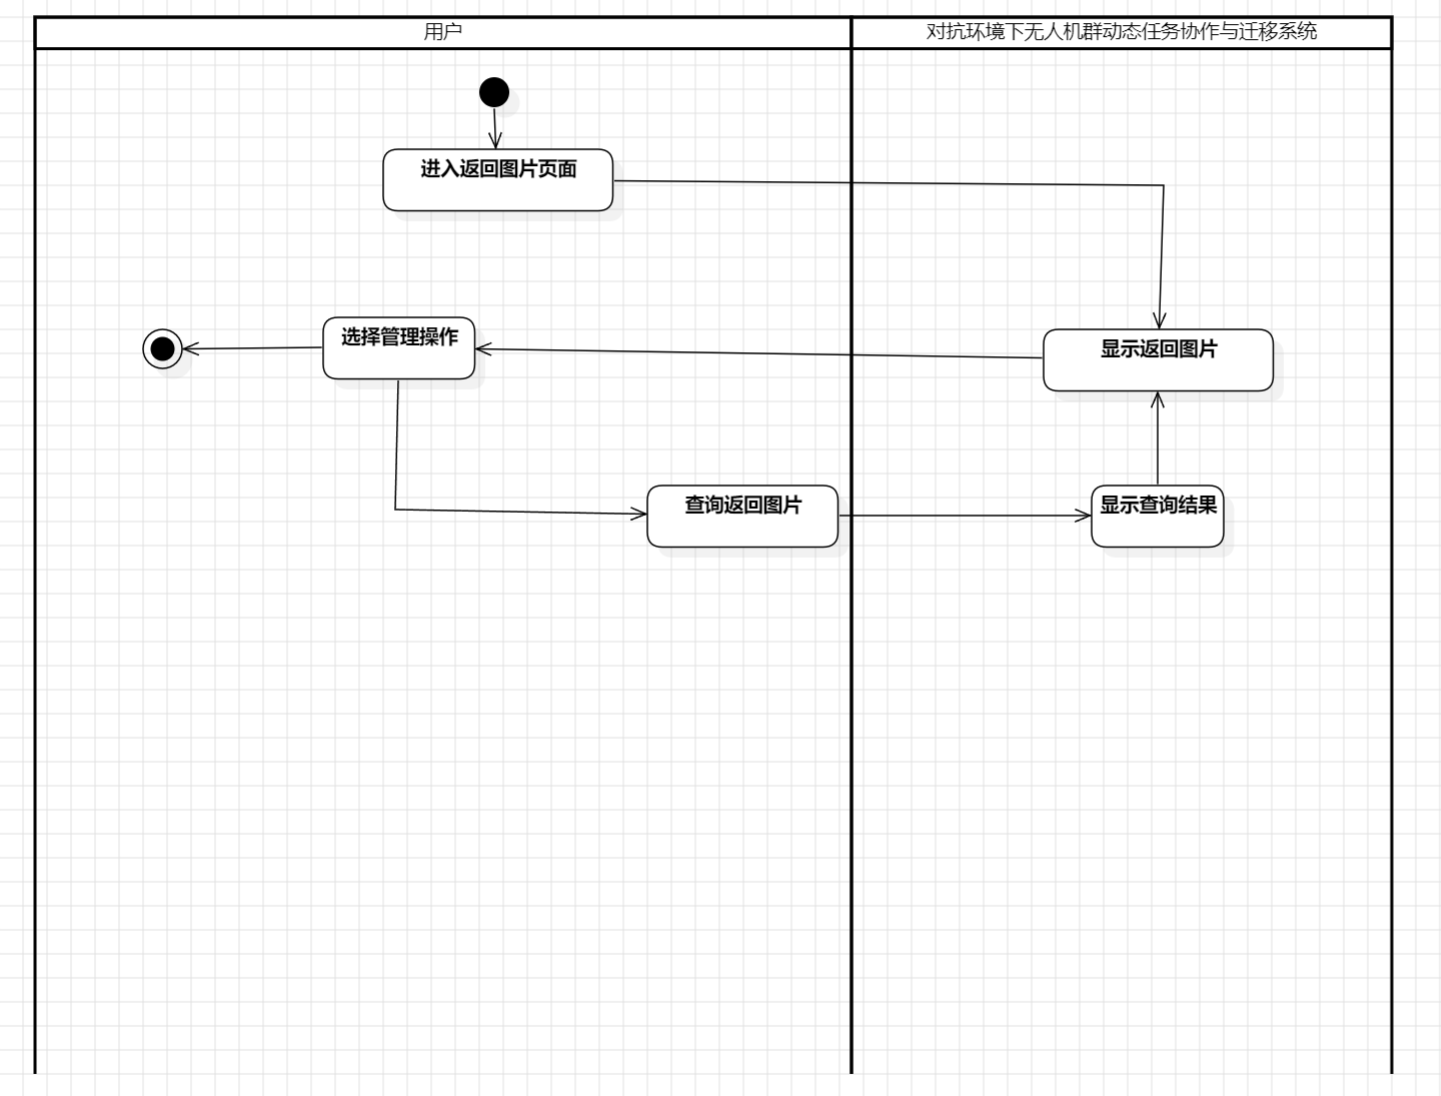 用户
对抗环境下无人机群动态任务协作与迁移系统
进入返回图片页面
选择管理操作
显示返回图片
查询返回图片
显示查询结果